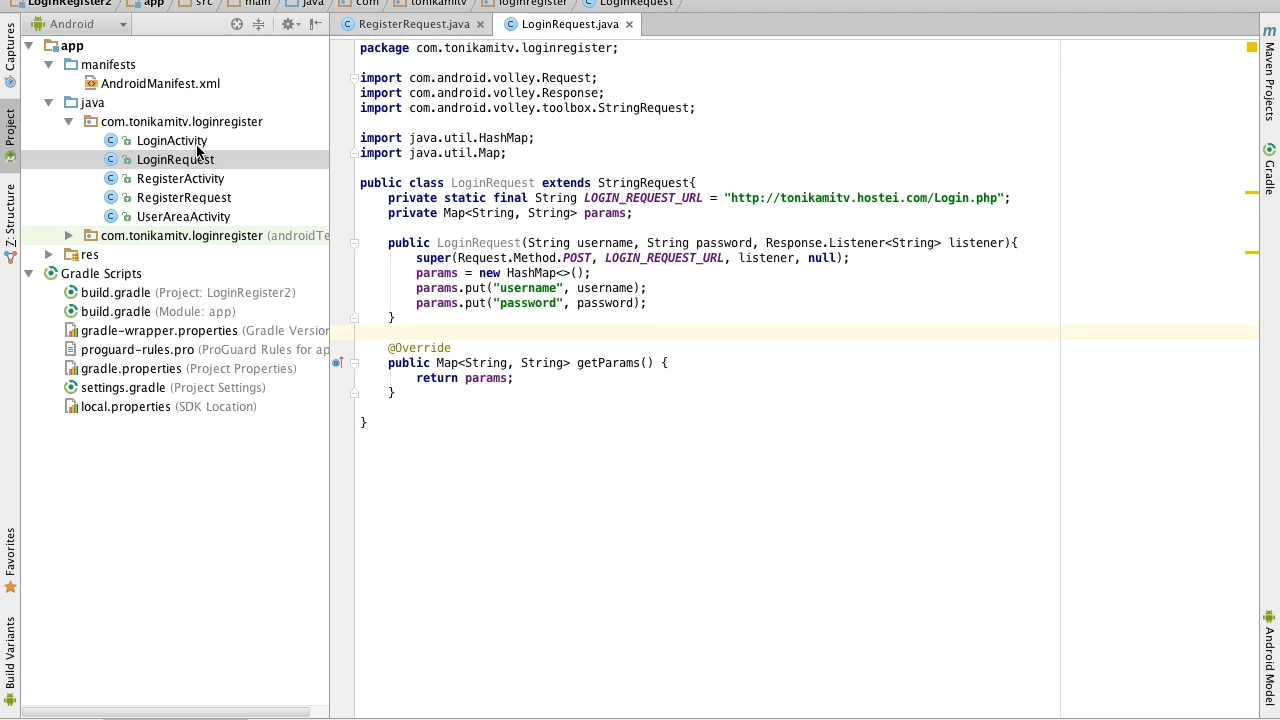 LoginRegister2 app src main java com tonikamitv loginregister LoginRequest
Android
RegisterRequest.java
LoginRequest.java
Captures
Project
Z: Structure
Favorites
Build Variants
app
manifests
AndroidManifest.xml
java
com.tonikamitv.loginregister
LoginActivity
LoginRequest
RegisterActivity
RegisterRequest
UserAreaActivity
com.tonikamitv.loginregister (androidTe
res
Gradle Scripts
build.gradle (Project: LoginRegister2)
build.gradle (Module: app)
gradle-wrapper.properties (Gradle Version
proguard-rules.pro (ProGuard Rules for ap
gradle.properties (Project Properties)
settings.gradle (Project Settings)
local.properties (SDK Location)
package com.tonikamitv.loginregister;
import com.android.volley.Request;
import com.android.volley.Response;
import com.android.volley.toolbox.StringRequest;
import java.util.HashMap;
import java.util.Map;
public class LoginRequest extends StringRequest{
private static final String LOGIN_REQUEST_URL = "http://tonikamitv.hostei.com/Login.php";
private Map<String, String> params;
public LoginRequest(String username, String password, Response.Listener<String> listener){
super(Request.Method.POST, LOGIN_REQUEST_URL, listener, null);
params = new HashMap<>();
params.put("username", username);
params.put("password", password);
}
@Override
public Map<String, String> getParams() {
return params;
}
}
m
Maven Projects
Gradle
Android Model